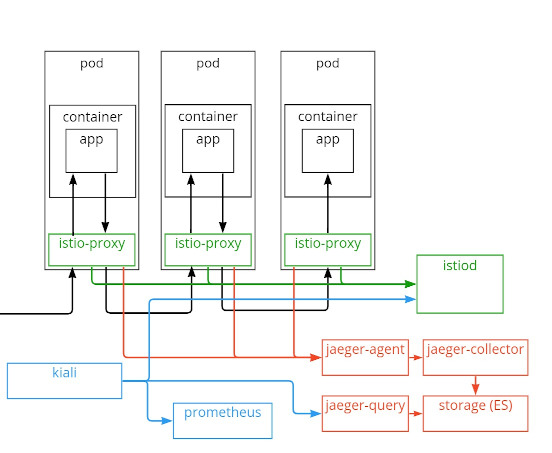 pod
pod
pod
container
container
container
app
app
app
istio-proxy
istio-proxy
istio-proxy
istiod
jaeger-agent
jaeger-collector
kiali
prometheus
jaeger-query
storage (ES)